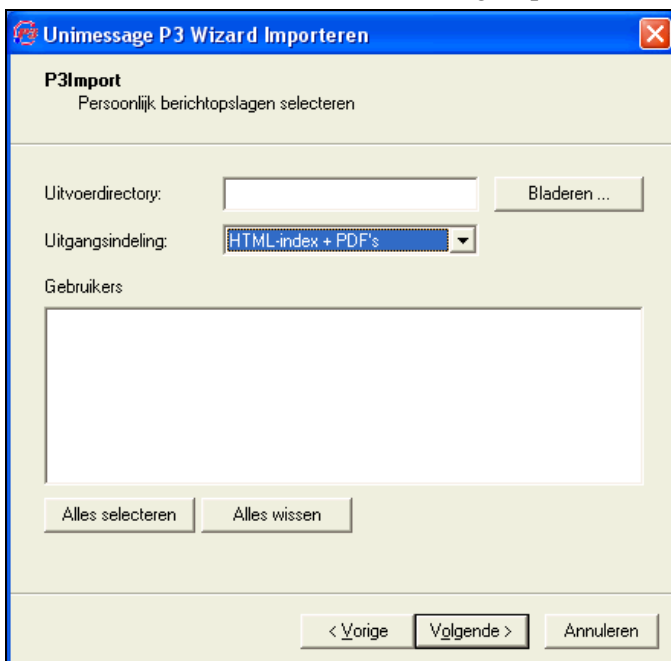 Unimessage P3 Wizard Importeren
P3Import
Persoonlijk berichtopslagen selecteren
Uitvoerdirectory:
Bladeren ...
Uitgangsindeling:
HTML-index + PDF's
Gebruikers
Alles selecteren
Alles wissen
< Vorige
Volgende >
Annuleren